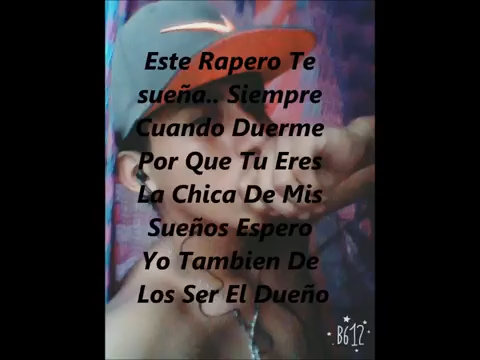 Este Rapero Te
sueña.. Siempre
Cuando Duerme
Por Que Tu Eres
La Chica De Mis
Sueños Espero
Yo Tambien De
Los Ser El Dueño
B612